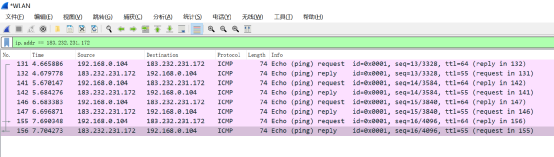 *WLAN
文件(F) 编辑(E) 视图(V) 跳转(G) 捕获(C) 分析(A) 统计(S) 电话(Y) 无线(W) 工具(T) 帮助(H)
ip.addr == 183.232.231.172
No. Time Source Destination Protocol Length Info
131 4.665886 192.168.0.104 183.232.231.172 ICMP 74 Echo (ping) request id=0x0001, seq=13/3328, ttl=64 (reply in 132)
132 4.679778 183.232.231.172 192.168.0.104 ICMP 74 Echo (ping) reply id=0x0001, seq=13/3328, ttl=55 (request in 131)
141 5.670147 192.168.0.104 183.232.231.172 ICMP 74 Echo (ping) request id=0x0001, seq=14/3584, ttl=64 (reply in 142)
142 5.684276 183.232.231.172 192.168.0.104 ICMP 74 Echo (ping) reply id=0x0001, seq=14/3584, ttl=55 (request in 141)
146 6.683383 192.168.0.104 183.232.231.172 ICMP 74 Echo (ping) request id=0x0001, seq=15/3840, ttl=64 (reply in 147)
147 6.696871 183.232.231.172 192.168.0.104 ICMP 74 Echo (ping) reply id=0x0001, seq=15/3840, ttl=55 (request in 146)
155 7.690348 192.168.0.104 183.232.231.172 ICMP 74 Echo (ping) request id=0x0001, seq=16/4096, ttl=64 (reply in 156)
156 7.704273 183.232.231.172 192.168.0.104 ICMP 74 Echo (ping) reply id=0x0001, seq=16/4096, ttl=55 (request in 155)